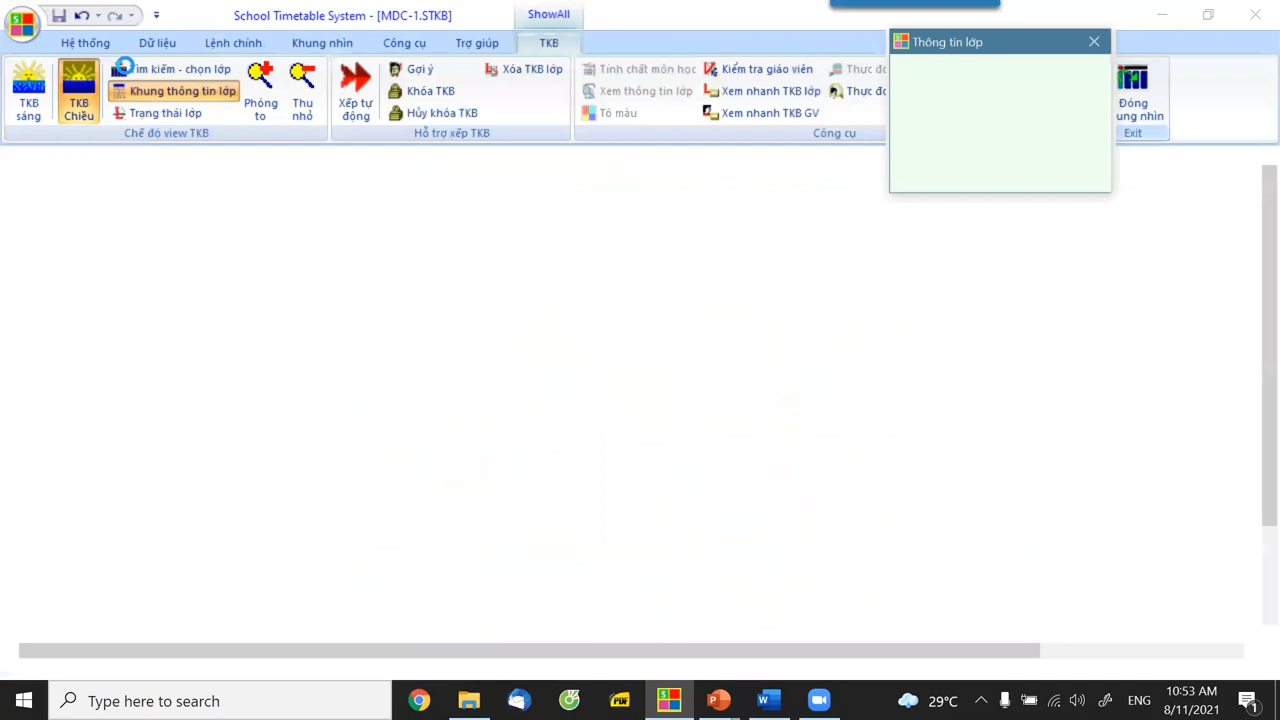 School Timetable System - [MDC-1.STKB]
ShowAll
Hệ thống
Dữ liệu
Lệnh chính
Khung nhìn
Công cụ
Trợ giúp
TKB
TKB sáng
TKB Chiều
Tìm kiếm - chọn lớp
Khung thông tin lớp
Trạng thái lớp
Phóng to
Thu nhỏ
Chế độ view TKB
Xếp tự động
Gợi ý
Khóa TKB
Hủy khóa TKB
Xóa TKB lớp
Hỗ trợ xếp TKB
Tính chất môn học
Xem thông tin lớp
Tô màu
Kiểm tra giáo viên
Xem nhanh TKB lớp
Xem nhanh TKB GV
Thực đơ
Thực đơ
Công cụ
Thông tin lớp
Đóng
ung nhìn
Exit
Type here to search
29°C
ENG
10:53 AM
8/11/2021
1